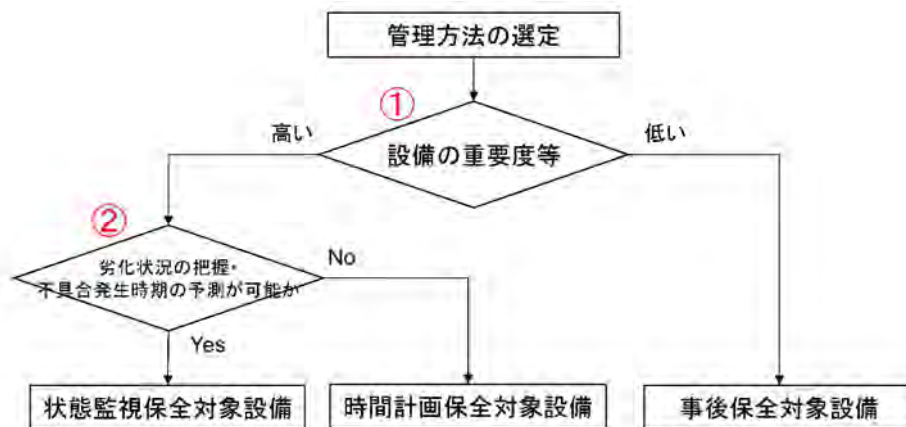 管理方法の選定
①
高い
低い
設備の重要度等
②
劣化状況の把握・
不具合発生時期の予測が可能か
No
Yes
状態監視保全対象設備
時間計画保全対象設備
事後保全対象設備